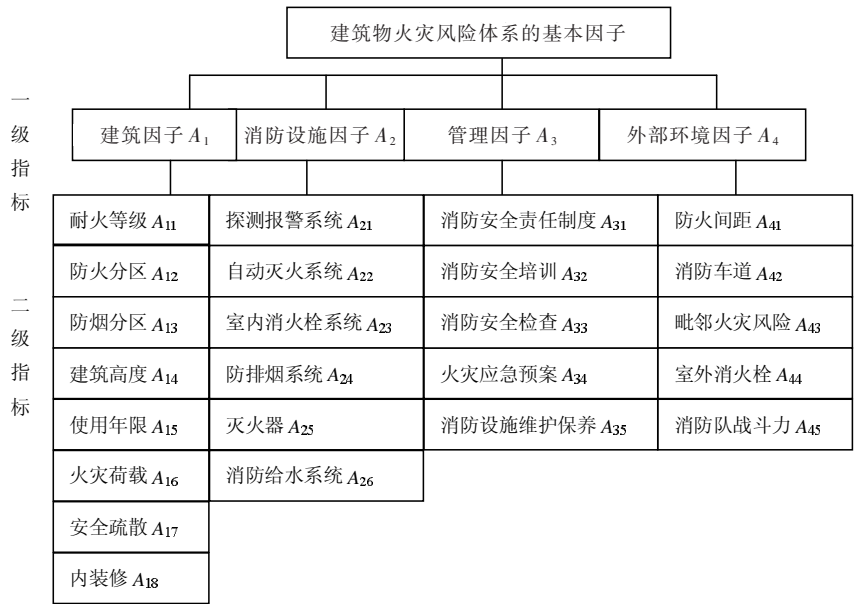 建筑物火灾风险体系的基本因子
一级指标
建筑因子 A1
消防设施因子 A2
管理因子 A3
外部环境因子 A4
二级指标
耐火等级 A11
探测报警系统 A21
消防安全责任制度 A31
防火间距 A41
防火分区 A12
自动灭火系统 A22
消防安全培训 A32
消防车道 A42
防烟分区 A13
室内消火栓系统 A23
消防安全检查 A33
毗邻火灾风险 A43
建筑高度 A14
防排烟系统 A24
火灾应急预案 A34
室外消火栓 A44
使用年限 A15
灭火器 A25
消防设施维护保养 A35
消防队战斗力 A45
火灾荷载 A16
消防给水系统 A26
安全疏散 A17
内装修 A18